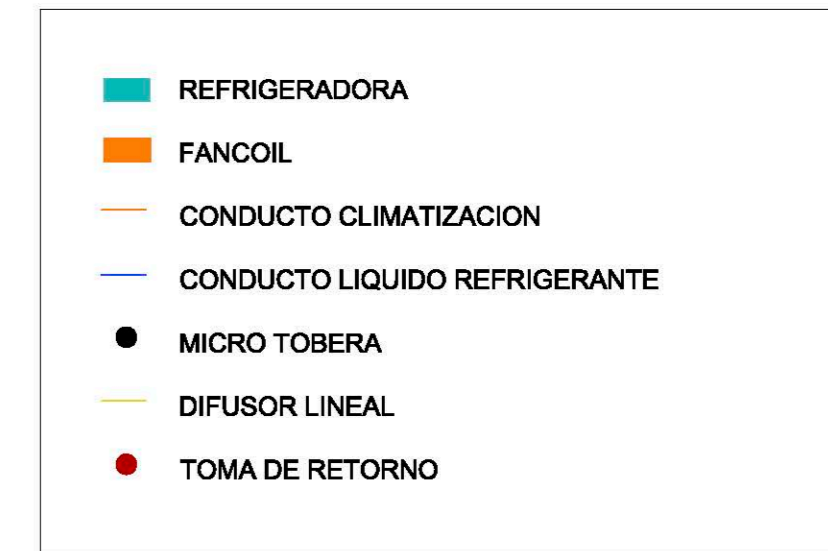 REFRIGERADORA
FANCOIL
CONDUCTO CLIMATIZACION
CONDUCTO LIQUIDO REFRIGERANTE
MICRO TOBERA
DIFUSOR LINEAL
TOMA DE RETORNO